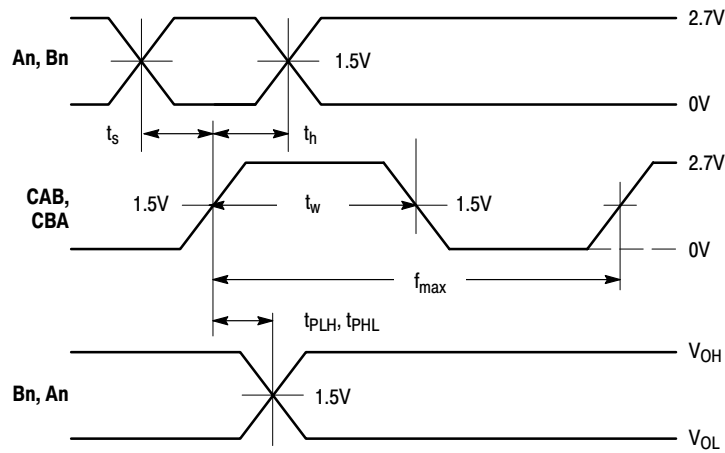 2.7V
An, Bn
1.5V
0V
ts
th
2.7V
CAB,
CBA
1.5V
tw
1.5V
0V
fmax
tPLH, tPHL
VOH
Bn, An
1.5V
VOL